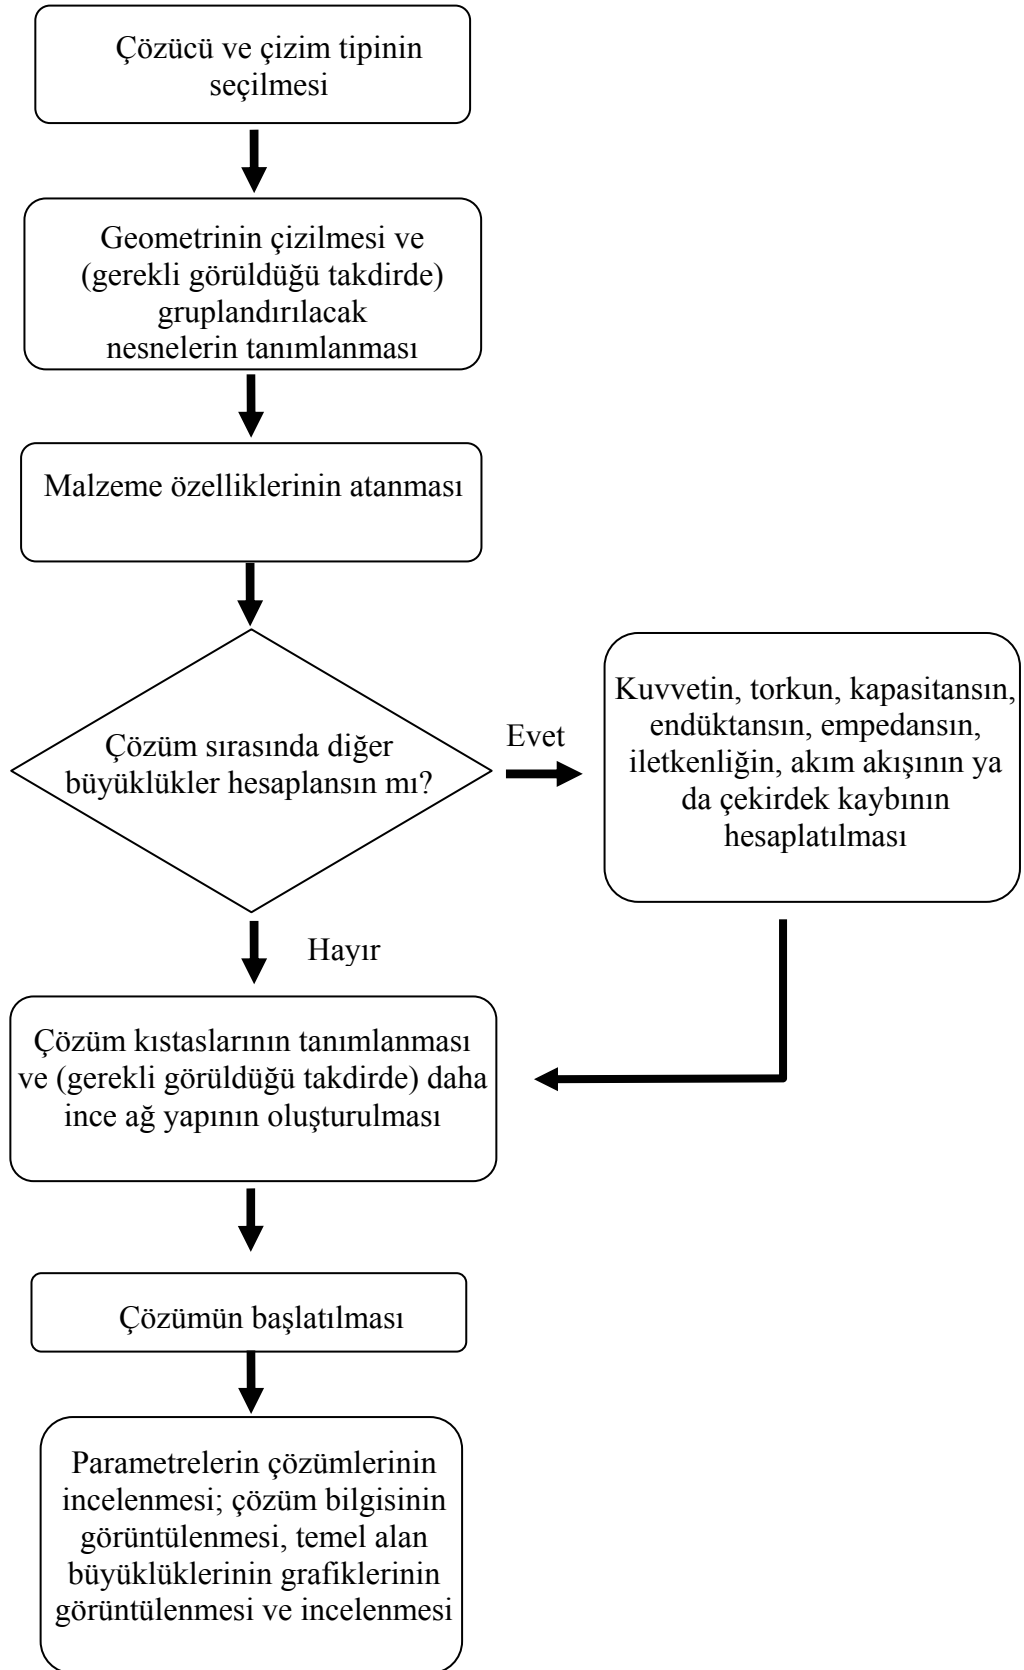 Çözücü ve çizim tipinin
seçilmesi
Geometrinin çizilmesi ve
(gerekli görüldüğü takdirde)
gruplandırılacak
nesnelerin tanımlanması
Malzeme özelliklerinin atanması
Çözüm sırasında diğer
büyüklükler hesaplansın mı?
Evet
Kuvvetin, torkun, kapasitansın,
endüktansın, empedansın,
iletkenliğin, akım akışının ya
da çekirdek kaybının
hesaplatılması
Hayır
Çözüm kıstaslarının tanımlanması
ve (gerekli görüldüğü takdirde) daha
ince ağ yapının oluşturulması
Çözümün başlatılması
Parametrelerin çözümlerinin
incelenmesi; çözüm bilgisinin
görüntülenmesi, temel alan
büyüklüklerinin grafiklerinin
görüntülenmesi ve incelenmesi